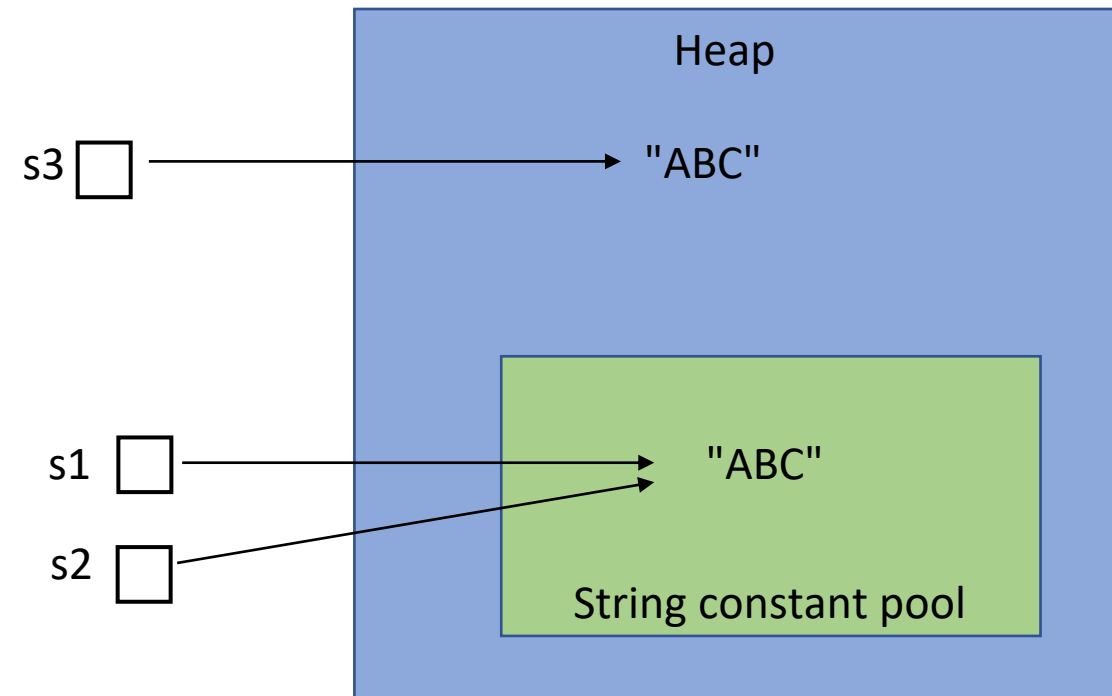 Heap
s3
"ABC"
s1
"ABC"
s2
String constant pool